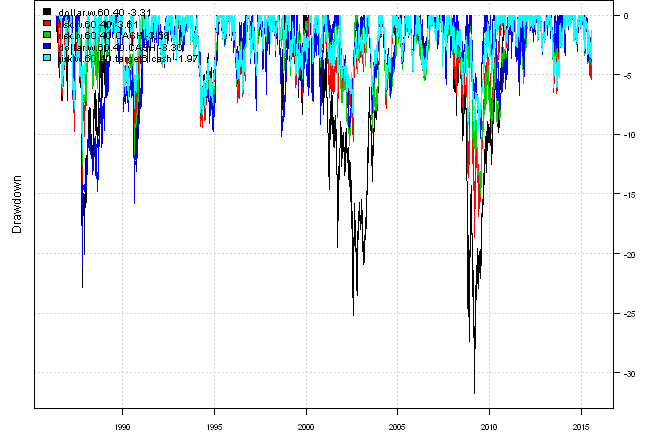 dollar.w.60.40 -3.31
risk.w.60.40 -3.61
risk.w.60.40.CASH -3.58
dollar.w.60.40.CASH -3.30
risk.w.60.40.target6.cash -1.97
Drawdown
0
-5
-10
-15
-20
-25
-30
1990
1995
2000
2005
2010
2015